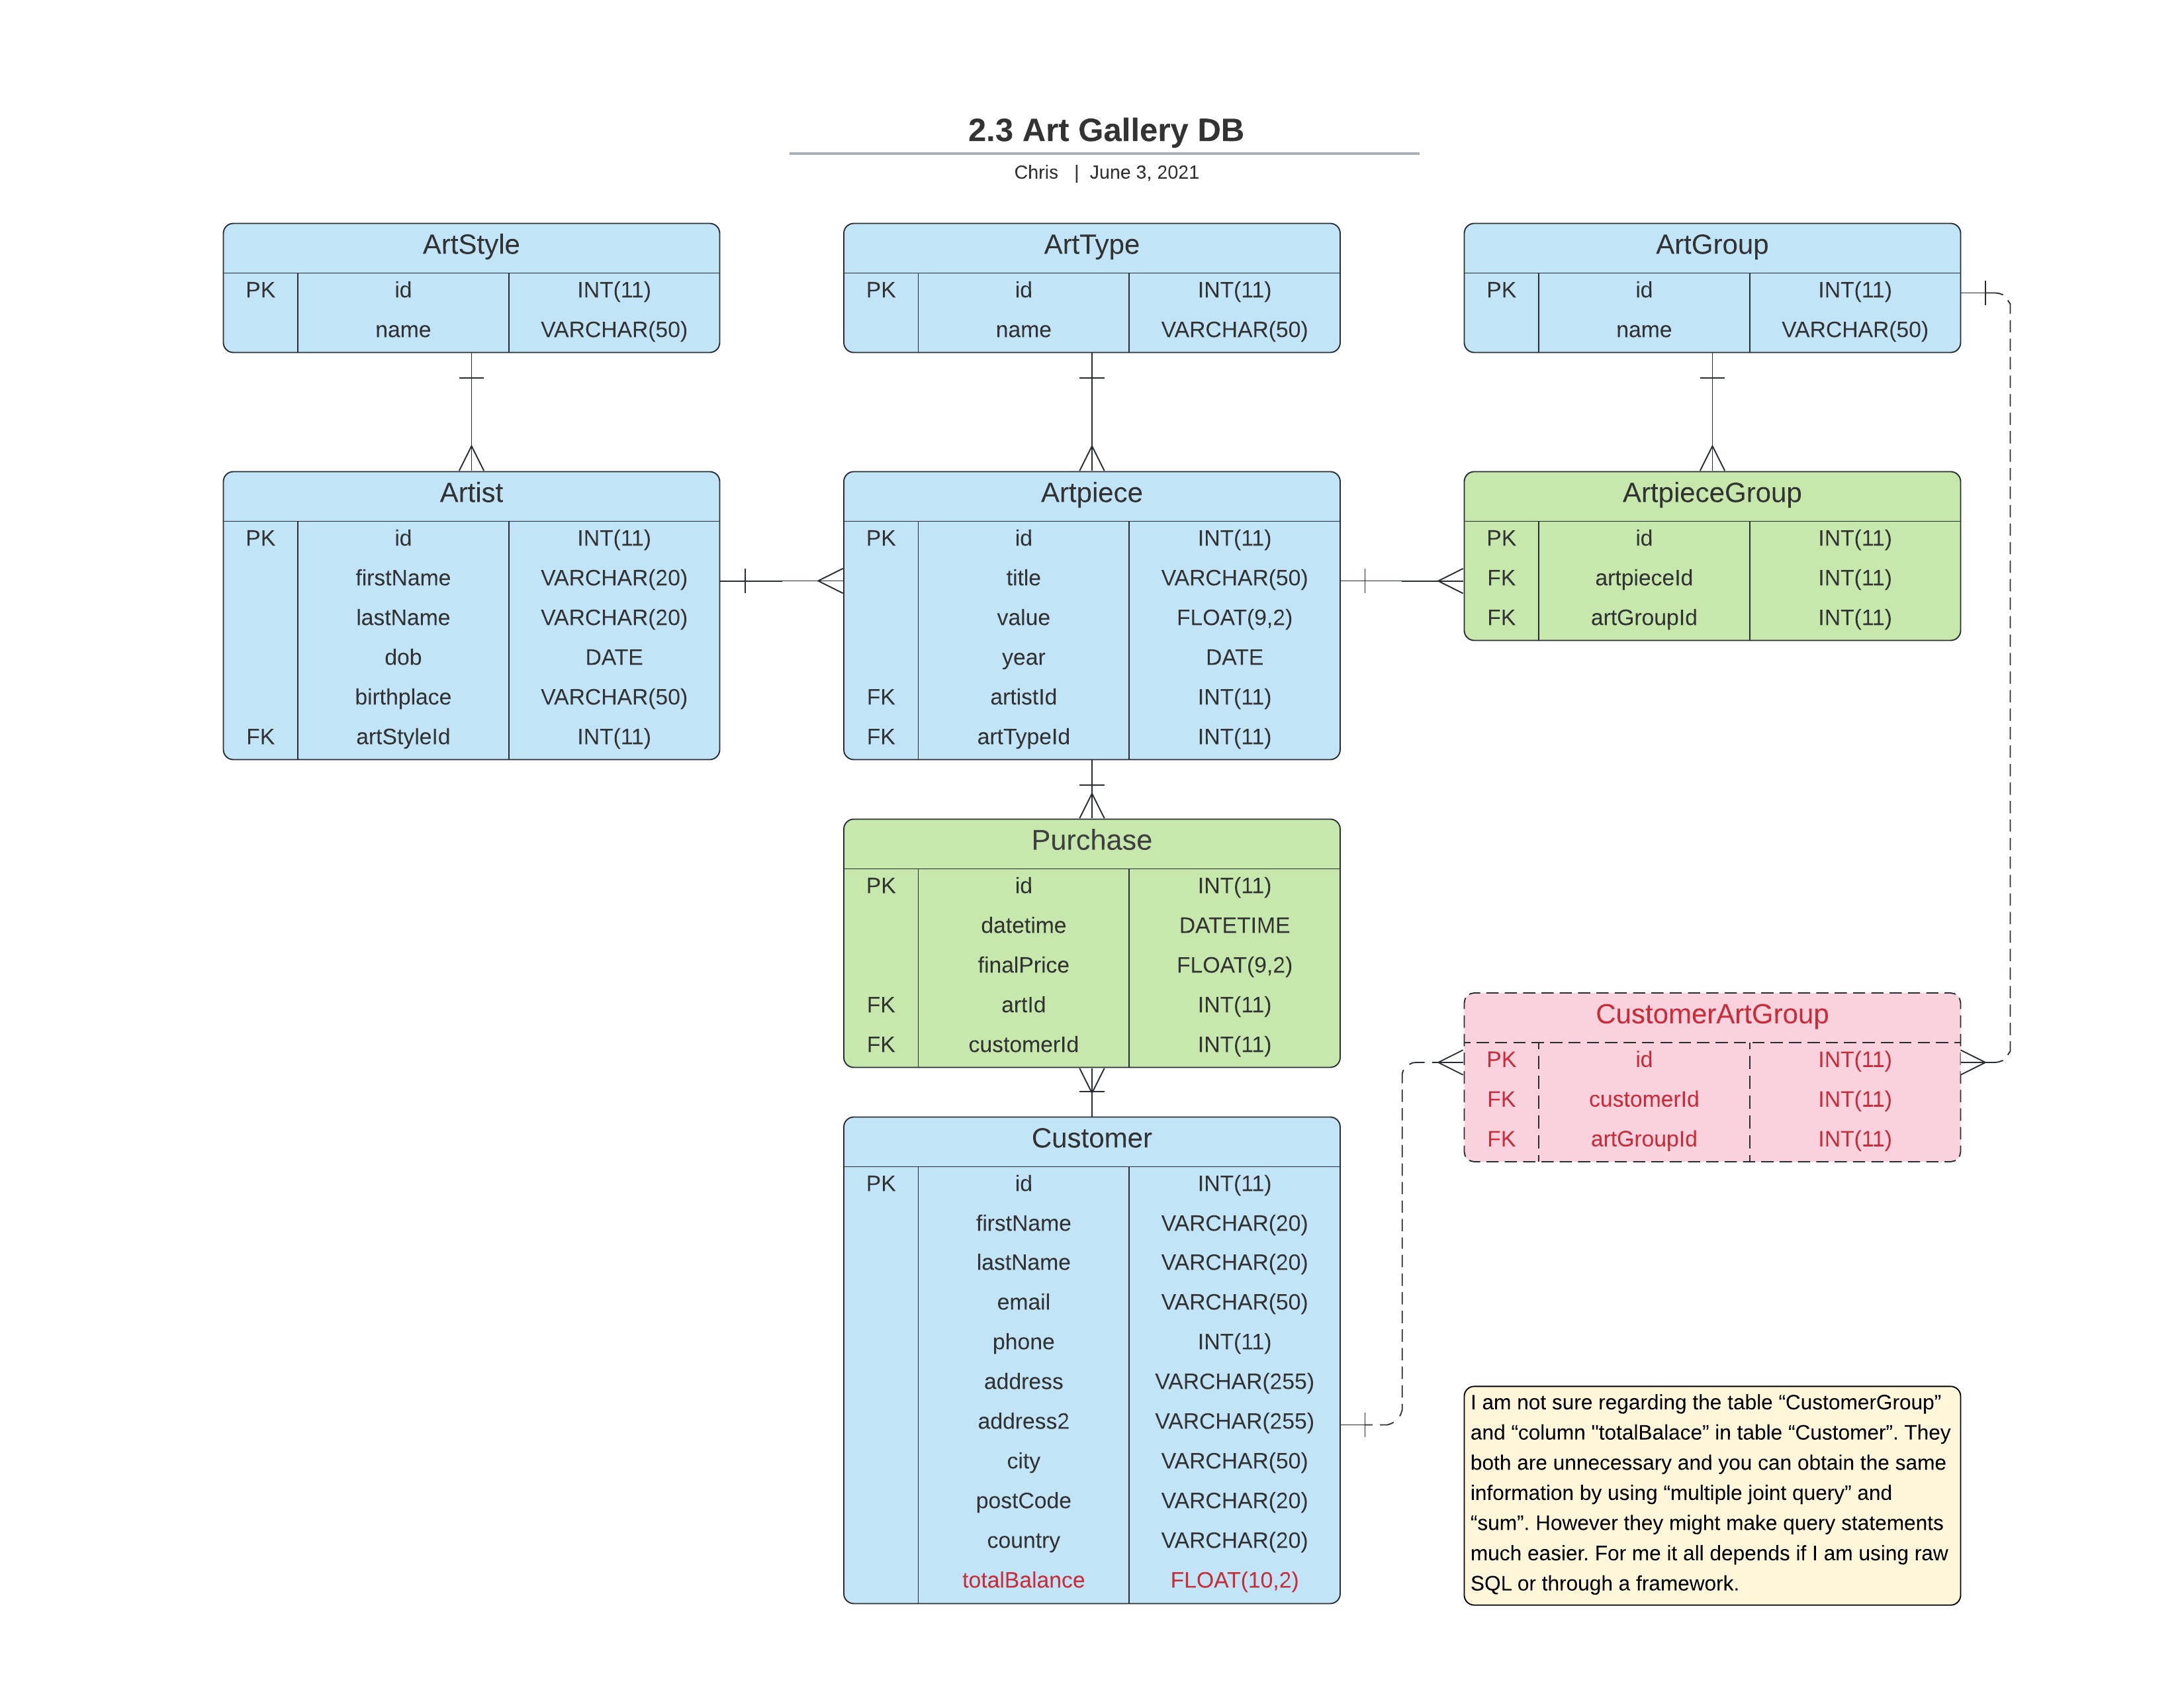 2.3 Art Gallery DB
Chris | June 3, 2021
ArtStyle
PK id INT(11)
name VARCHAR(50)
ArtType
PK id INT(11)
name VARCHAR(50)
ArtGroup
PK id INT(11)
name VARCHAR(50)
Artist
PK id INT(11)
firstName VARCHAR(20)
lastName VARCHAR(20)
dob DATE
birthplace VARCHAR(50)
FK artStyleId INT(11)
Artpiece
PK id INT(11)
title VARCHAR(50)
value FLOAT(9,2)
year DATE
FK artistId INT(11)
FK artTypeId INT(11)
ArtpieceGroup
PK id INT(11)
FK artpieceId INT(11)
FK artGroupId INT(11)
Purchase
PK id INT(11)
datetime DATETIME
finalPrice FLOAT(9,2)
FK artId INT(11)
FK customerId INT(11)
CustomerArtGroup
PK id INT(11)
FK customerId INT(11)
FK artGroupId INT(11)
Customer
PK id INT(11)
firstName VARCHAR(20)
lastName VARCHAR(20)
email VARCHAR(50)
phone INT(11)
address VARCHAR(255)
address2 VARCHAR(255)
city VARCHAR(50)
postCode VARCHAR(20)
country VARCHAR(20)
totalBalance FLOAT(10,2)
I am not sure regarding the table “CustomerGroup”
and “column "totalBalace” in table “Customer”. They
both are unnecessary and you can obtain the same
information by using “multiple joint query” and
“sum”. However they might make query statements
much easier. For me it all depends if I am using raw
SQL or through a framework.